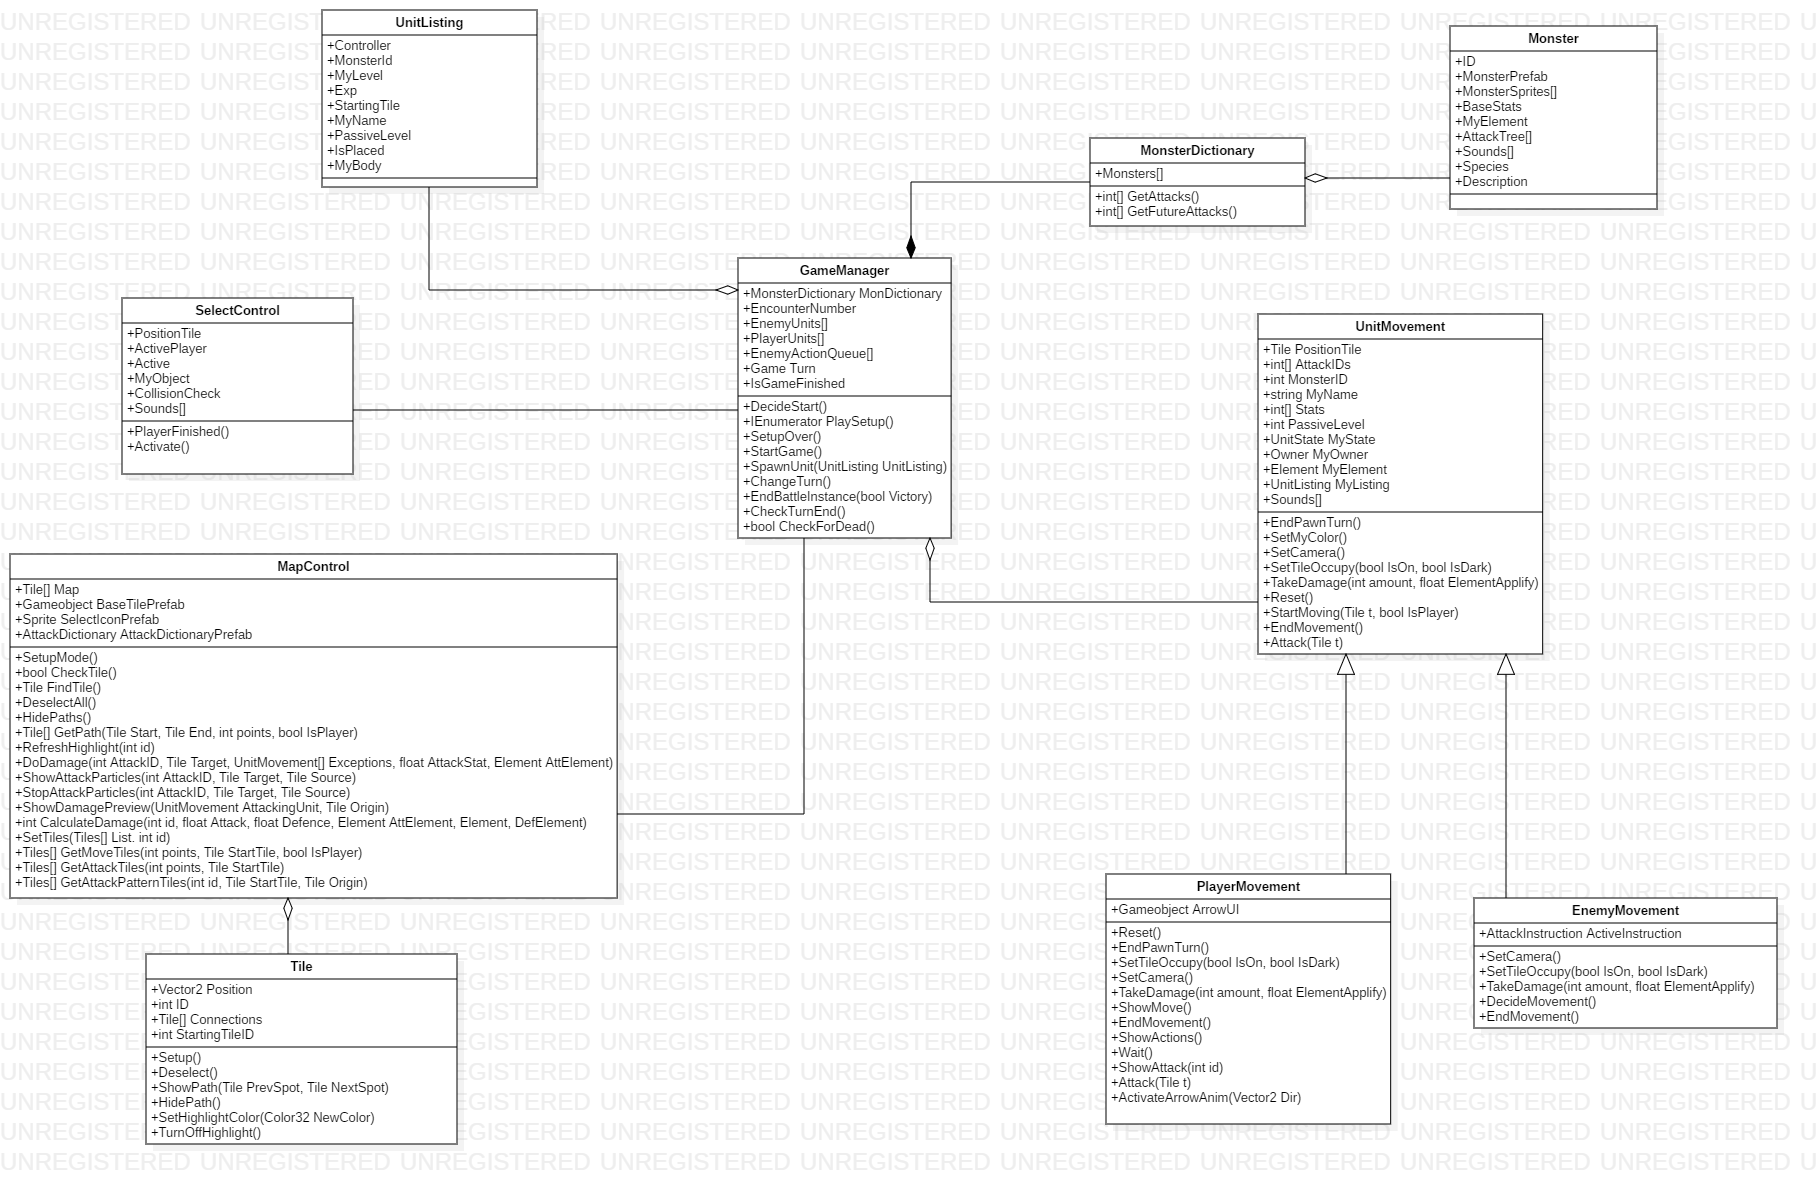 UnitListing
+Controller
+MonsterId
+MyLevel
+Exp
+StartingTile
+MyName
+PassiveLevel
+IsPlaced
+MyBody
Monster
+ID
+MonsterPrefab
+MonsterSprites[]
+BaseStats
+MyElement
+AttackTree[]
+Sounds[]
+Species
+Description
MonsterDictionary
+Monsters[]
+int[] GetAttacks()
+int[] GetFutureAttacks()
GameManager
+MonsterDictionary MonDictionary
+EncounterNumber
+EnemyUnits[]
+PlayerUnits[]
+EnemyActionQueue[]
+Game Turn
+IsGameFinished
+DecideStart()
+IEnumerator PlaySetup()
+SetupOver()
+StartGame()
+SpawnUnit(UnitListing UnitListing)
+ChangeTurn()
+EndBattleInstance(bool Victory)
+CheckTurnEnd()
+bool CheckForDead()
SelectControl
+PositionTile
+ActivePlayer
+Active
+MyObject
+CollisionCheck
+Sounds[]
+PlayerFinished()
+Activate()
UnitMovement
+Tile PositionTile
+int[] AttackIDs
+int MonsterID
+string MyName
+int[] Stats
+int PassiveLevel
+UnitState MyState
+Owner MyOwner
+Element MyElement
+UnitListing MyListing
+Sounds[]
+EndPawnTurn()
+SetMyColor()
+SetCamera()
+SetTileOccupy(bool IsOn, bool IsDark)
+TakeDamage(int amount, float ElementApplify)
+Reset()
+StartMoving(Tile t, bool IsPlayer)
+EndMovement()
+Attack(Tile t)
MapControl
+Tile[] Map
+Gameobject BaseTilePrefab
+Sprite SelectIconPrefab
+AttackDictionary AttackDictionaryPrefab
+SetupMode()
+bool CheckTile()
+Tile FindTile()
+DeselectAll()
+HidePaths()
+Tile[] GetPath(Tile Start, Tile End, int points, bool IsPlayer)
+RefreshHighlight(int id)
+DoDamage(int AttackID, Tile Target, UnitMovement[] Exceptions, float AttackStat, Element AttElement)
+ShowAttackParticles(int AttackID, Tile Target, Tile Source)
+StopAttackParticles(int AttackID, Tile Target, Tile Source)
+ShowDamagePreview(UnitMovement AttackingUnit, Tile Origin)
+int CalculateDamage(int id, float Attack, float Defence, Element AttElement, Element, DefElement)
+SetTiles(Tiles[] List. int id)
+Tiles[] GetMoveTiles(int points, Tile StartTile, bool IsPlayer)
+Tiles[] GetAttackTiles(int points, Tile StartTile)
+Tiles[] GetAttackPatternTiles(int id, Tile StartTile, Tile Origin)
Tile
+Vector2 Position
+int ID
+Tile[] Connections
+int StartingTileID
+Setup()
+Deselect()
+ShowPath(Tile PrevSpot, Tile NextSpot)
+HidePath()
+SetHighlightColor(Color32 NewColor)
+TurnOffHighlight()
PlayerMovement
+Gameobject ArrowUI
+Reset()
+EndPawnTurn()
+SetTileOccupy(bool IsOn, bool IsDark)
+SetCamera()
+TakeDamage(int amount, float ElementApplify)
+ShowMove()
+EndMovement()
+ShowActions()
+Wait()
+ShowAttack(int id)
+Attack(Tile t)
+ActivateArrowAnim(Vector2 Dir)
EnemyMovement
+AttackInstruction ActiveInstruction
+SetCamera()
+SetTileOccupy(bool IsOn, bool IsDark)
+TakeDamage(int amount, float ElementApplify)
+DecideMovement()
+EndMovement()
UNREGISTERED